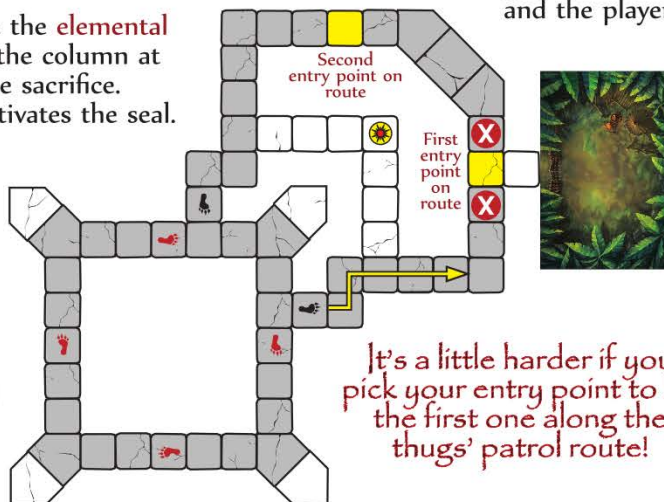 the elemental
the column at
e sacrifice.
tivates the seal.
and the player
Second
entry point on
route
First
entry
point
on
route
X
X
It's a little harder if you
pick your entry point to
the first one along the
thugs' patrol route!